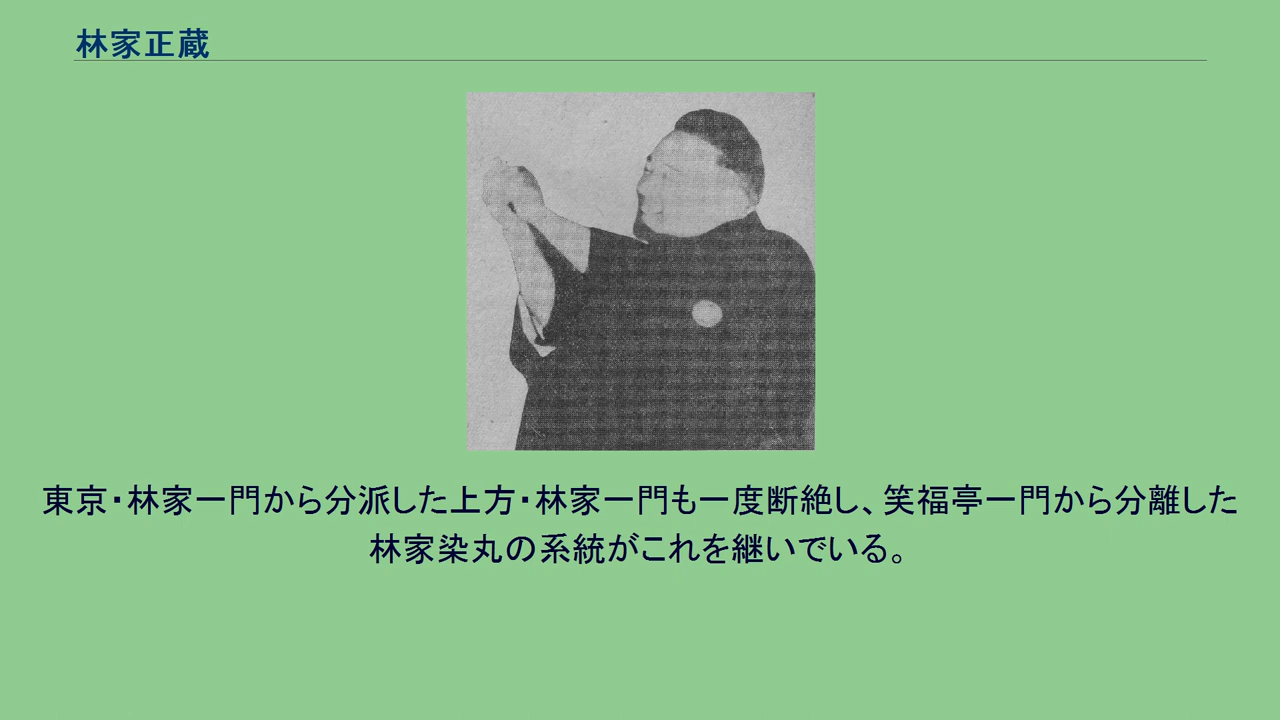 林家正蔵
東京・林家一門から分派した上方・林家一門も一度断絶し、笑福亭一門から分離した
林家染丸の系統がこれを継いでいる。